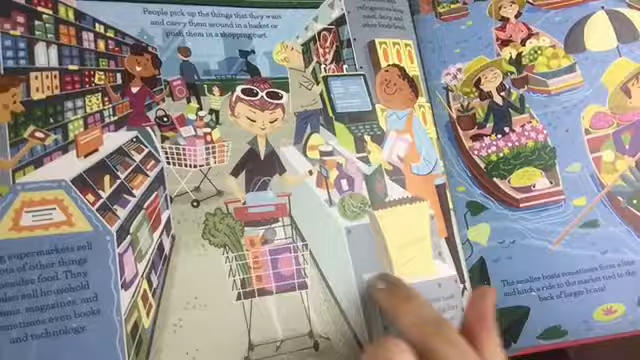 People pick up the things that they want
and carry them around in a basket or
push them in a shopping cart.
refrigerators
meat, dairy, and
other foods
supermarkets sell
of other things
besides food. They
also sell household
magazines, and
sometimes even books
and technology.
The smaller boats sometimes form a line
and hitch a ride to the market tied to the
back of larger boats!